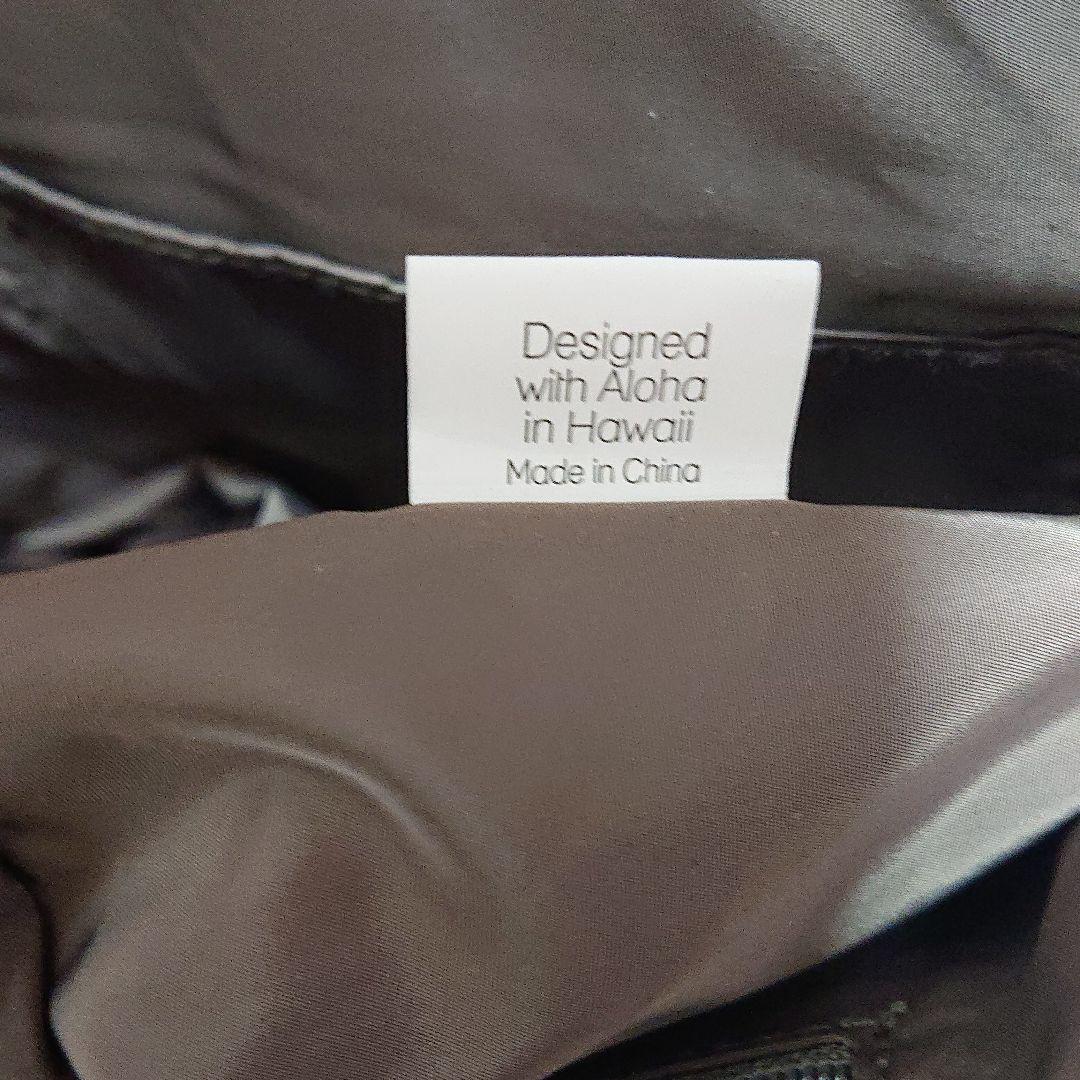 Designed
with Aloha
in Hawaii
Made in China